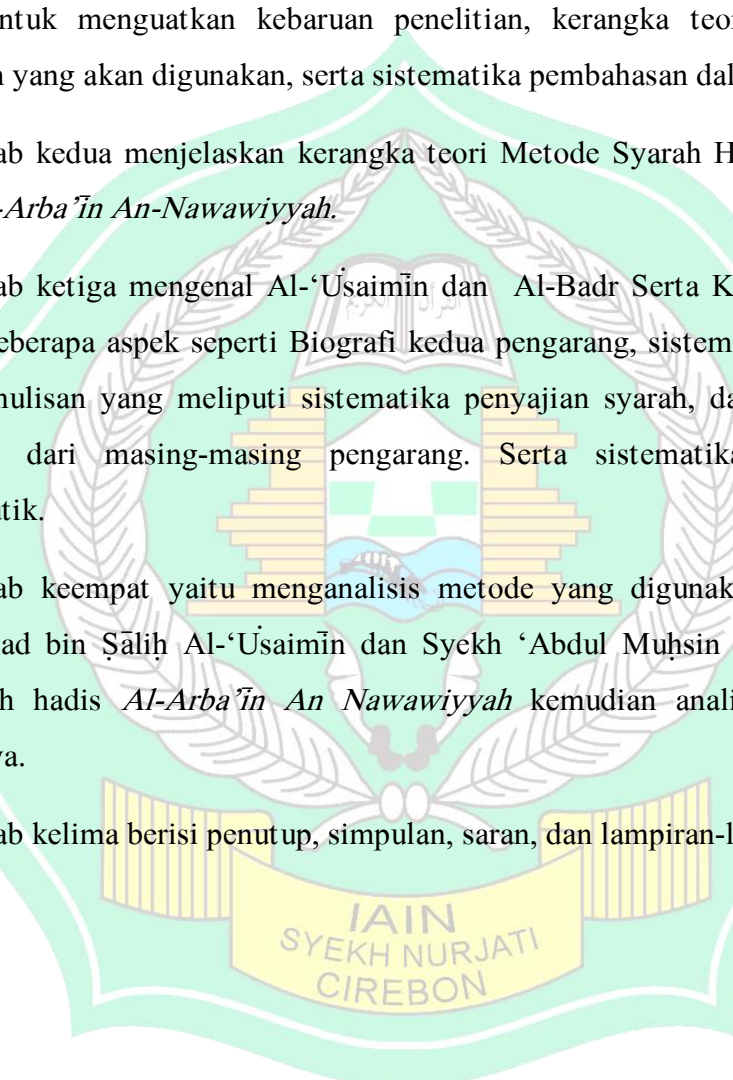 ntuk menguatkan kebaruan penelitian, kerangka teor
yang akan digunakan, serta sistematika pembahasan dal
ab kedua menjelaskan kerangka teori Metode Syarah H
-Arba’īn An-Nawawiyyah.
ab ketiga mengenal Al-‘Uṡaimīn dan Al-Badr Serta K
eberapa aspek seperti Biografi kedua pengarang, sistem
nulisan yang meliputi sistematika penyajian syarah, da
dari masing-masing pengarang. Serta sistematika
utik.
ab keempat yaitu menganalisis metode yang digunak
ad bin Ṣāliḥ Al-‘Uṡaimīn dan Syekh ‘Abdul Muḥsin
h hadis Al-Arba’īn An Nawawiyyah kemudian anali
ya.
ab kelima berisi penutup, simpulan, saran, dan lampiran-l
IAIN
SYEKH NURJATI
CIREBON